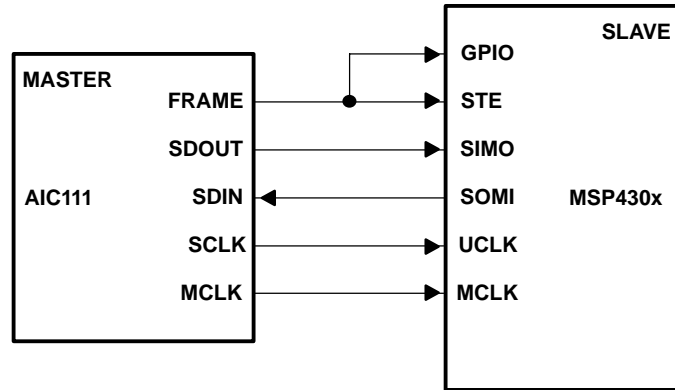 SLAVE
MASTER
GPIO
FRAME
STE
SDOUT
SIMO
AIC111
SDIN
SOMI
MSP430x
SCLK
UCLK
MCLK
MCLK